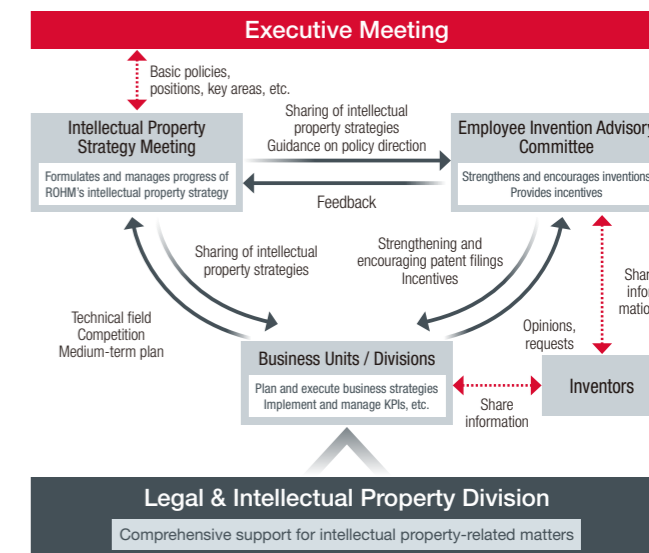 Executive Meeting
Basic policies,
positions, key areas, etc.
Sharing of intellectual
property strategies
Guidance on policy direction
Intellectual Property
Strategy Meeting
Formulates and manages progress of
ROHM's intellectual property strategy
Employee Invention Advisory
Committee
Strengthens and encourages inventions
Provides incentives
Feedback
Sharing of intellectual
property strategies
Strengthening and
encouraging patent filings
Incentives
Technical field
Competition
Medium-term plan
Opinions,
requests
Business Units / Divisions
Plan and execute business strategies
Implement and manage KPIs, etc.
Share
information
Inventors
Legal & Intellectual Property Division
Comprehensive support for intellectual property-related matters